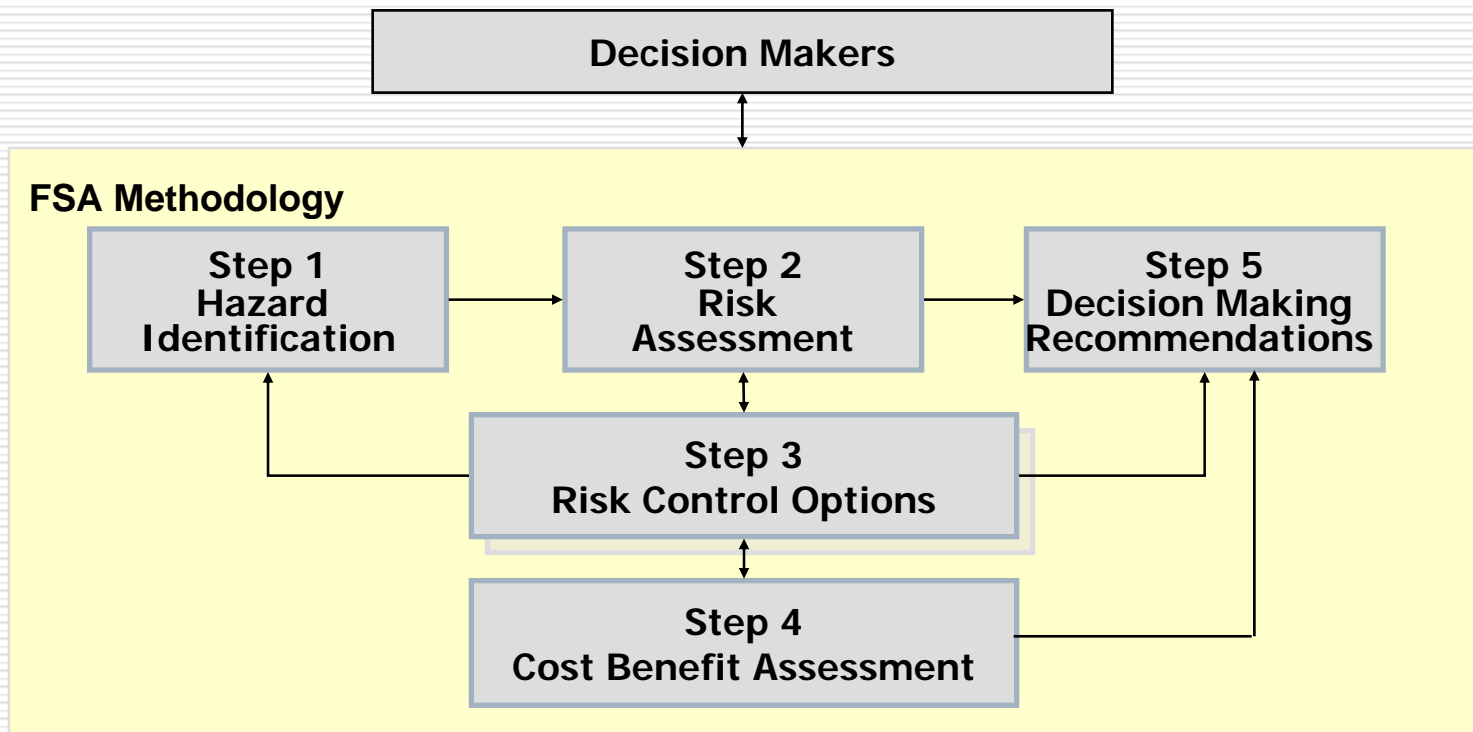 Decision Makers
FSA Methodology
Step 1
Hazard
Identification
Step 2
Risk
Assessment
Step 5
Decision Making
Recommendations
Step 3
Risk Control Options
Step 4
Cost Benefit Assessment